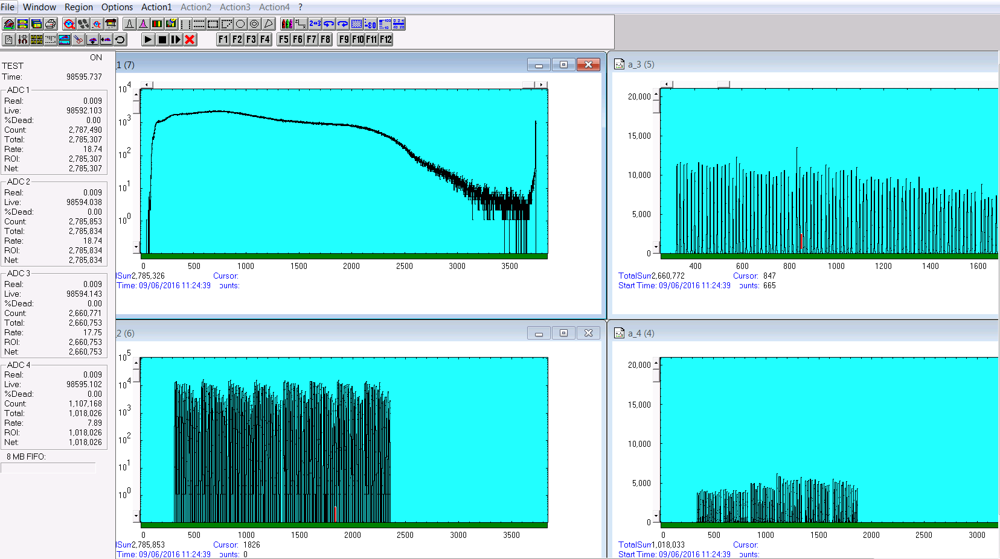 File Window Region Options Action1 Action2 Action3 Action4 ?
2↔3 80
F1 F2 F3 F4 F5 F6 F7 F8 F9 F10 F11 F12
ON
TEST
Time: 98595.737
ADC 1
Real: 0.009
Live: 98592.103
%Dead: 0.00
Count: 2,787,490
Total: 2,785,307
Rate: 18.74
ROI: 2,785,307
Net: 2,785,307
ADC 2
Real: 0.009
Live: 98594.038
%Dead: 0.00
Count: 2,785,853
Total: 2,785,834
Rate: 18.74
ROI: 2,785,834
Net: 2,785,834
ADC 3
Real: 0.009
Live: 98594.143
%Dead: 0.00
Count: 2,660,771
Total: 2,660,753
Rate: 17.75
ROI: 2,660,753
Net: 2,660,753
ADC 4
Real: 0.009
Live: 98595.102
%Dead: 0.00
Count: 1,107,168
Total: 1,018,026
Rate: 7.89
ROI: 1,018,026
Net: 1,018,026
8 MB FIFO:
_1 (7)
10^4
10^3
10^2
10^1
10^0
0 500 1000 1500 2000 2500 3000 3500
lSum 2,785,326 Cursor:
Time: 09/06/2016 11:24:39 ounts:
a_3 (5)
20,000
15,000
10,000
5,000
0
400 600 800 1000 1200 1400 1600
TotalSum 2,660,772 Cursor: 847
Start Time: 09/06/2016 11:24:39 ounts: 665
_2 (6)
10^5
10^4
10^3
10^2
10^1
10^0
0 500 1000 1500 2000 2500 3000 3500
lSum 2,785,853 Cursor: 1826
Time: 09/06/2016 11:24:39 ounts: 0
a_4 (4)
20,000
15,000
10,000
5,000
0
0 500 1000 1500 2000 2500 3000
TotalSum 1,018,033 Cursor:
Start Time: 09/06/2016 11:24:39 ounts: